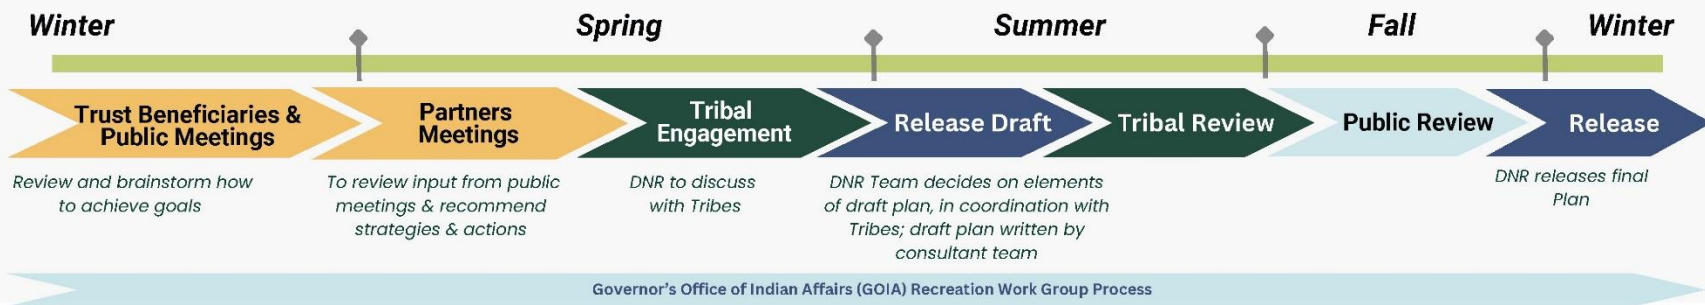 Winter
Spring
Summer
Fall
Winter
Trust Beneficiaries &
Public Meetings
Partners
Meetings
Tribal
Engagement
Release Draft
Tribal Review
Public Review
Release
Review and brainstorm how
to achieve goals
To review input from public
meetings & recommend
strategies & actions
DNR to discuss
with Tribes
DNR Team decides on elements
of draft plan, in coordination with
Tribes; draft plan written by
consultant team
DNR releases final
Plan
Governor's Office of Indian Affairs (GOIA) Recreation Work Group Process